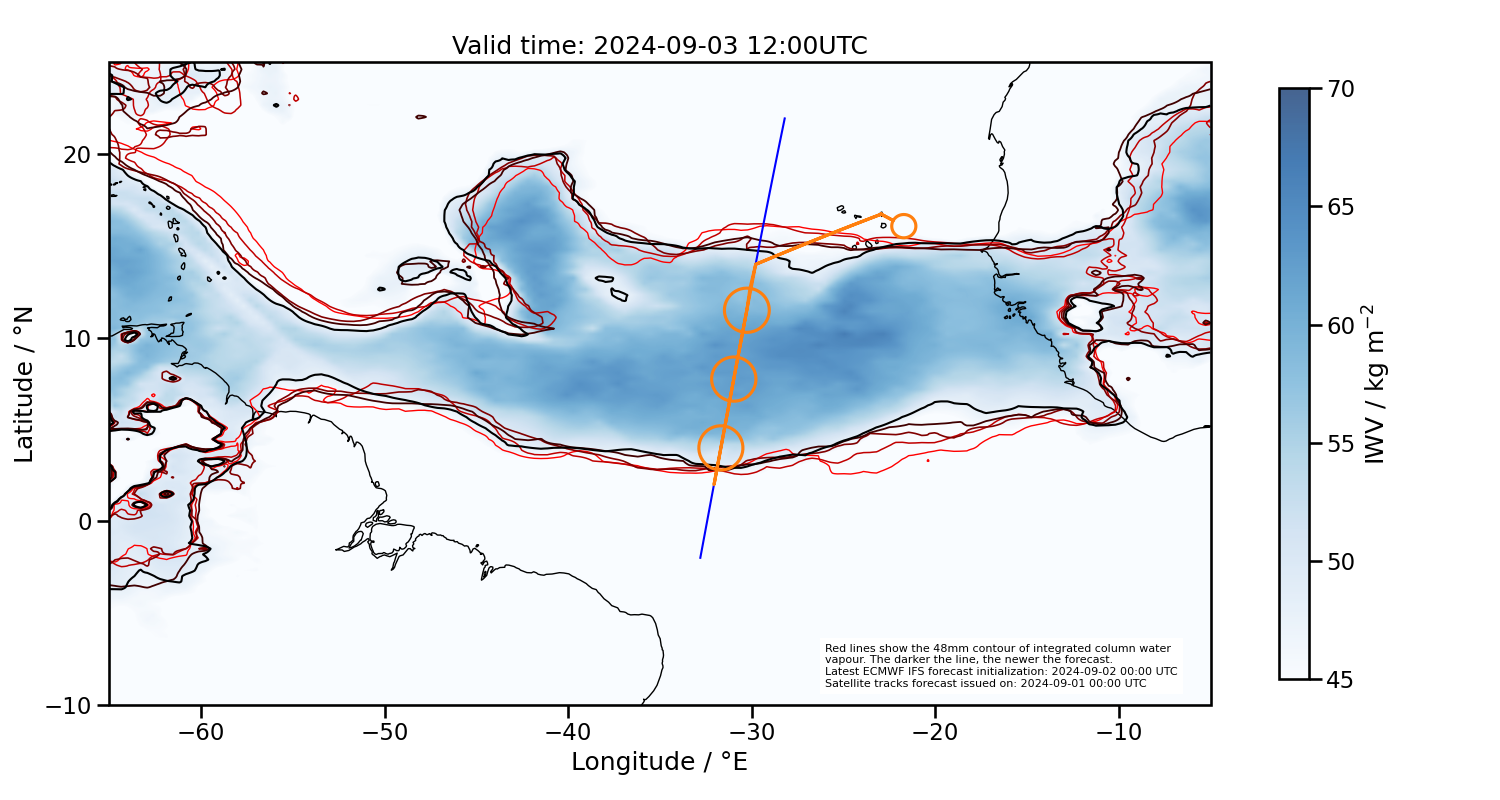 Valid time: 2024-09-03 12:00UTC
Latitude / °N
20
10
0
−10
−60
−50
−40
−30
−20
−10
Longitude / °E
Red lines show the 48mm contour of integrated column water
vapour. The darker the line, the newer the forecast.
Latest ECMWF IFS forecast initialization: 2024-09-02 00:00 UTC
Satellite tracks forecast issued on: 2024-09-01 00:00 UTC
70
65
60
55
50
45
IWV / kg m⁻²